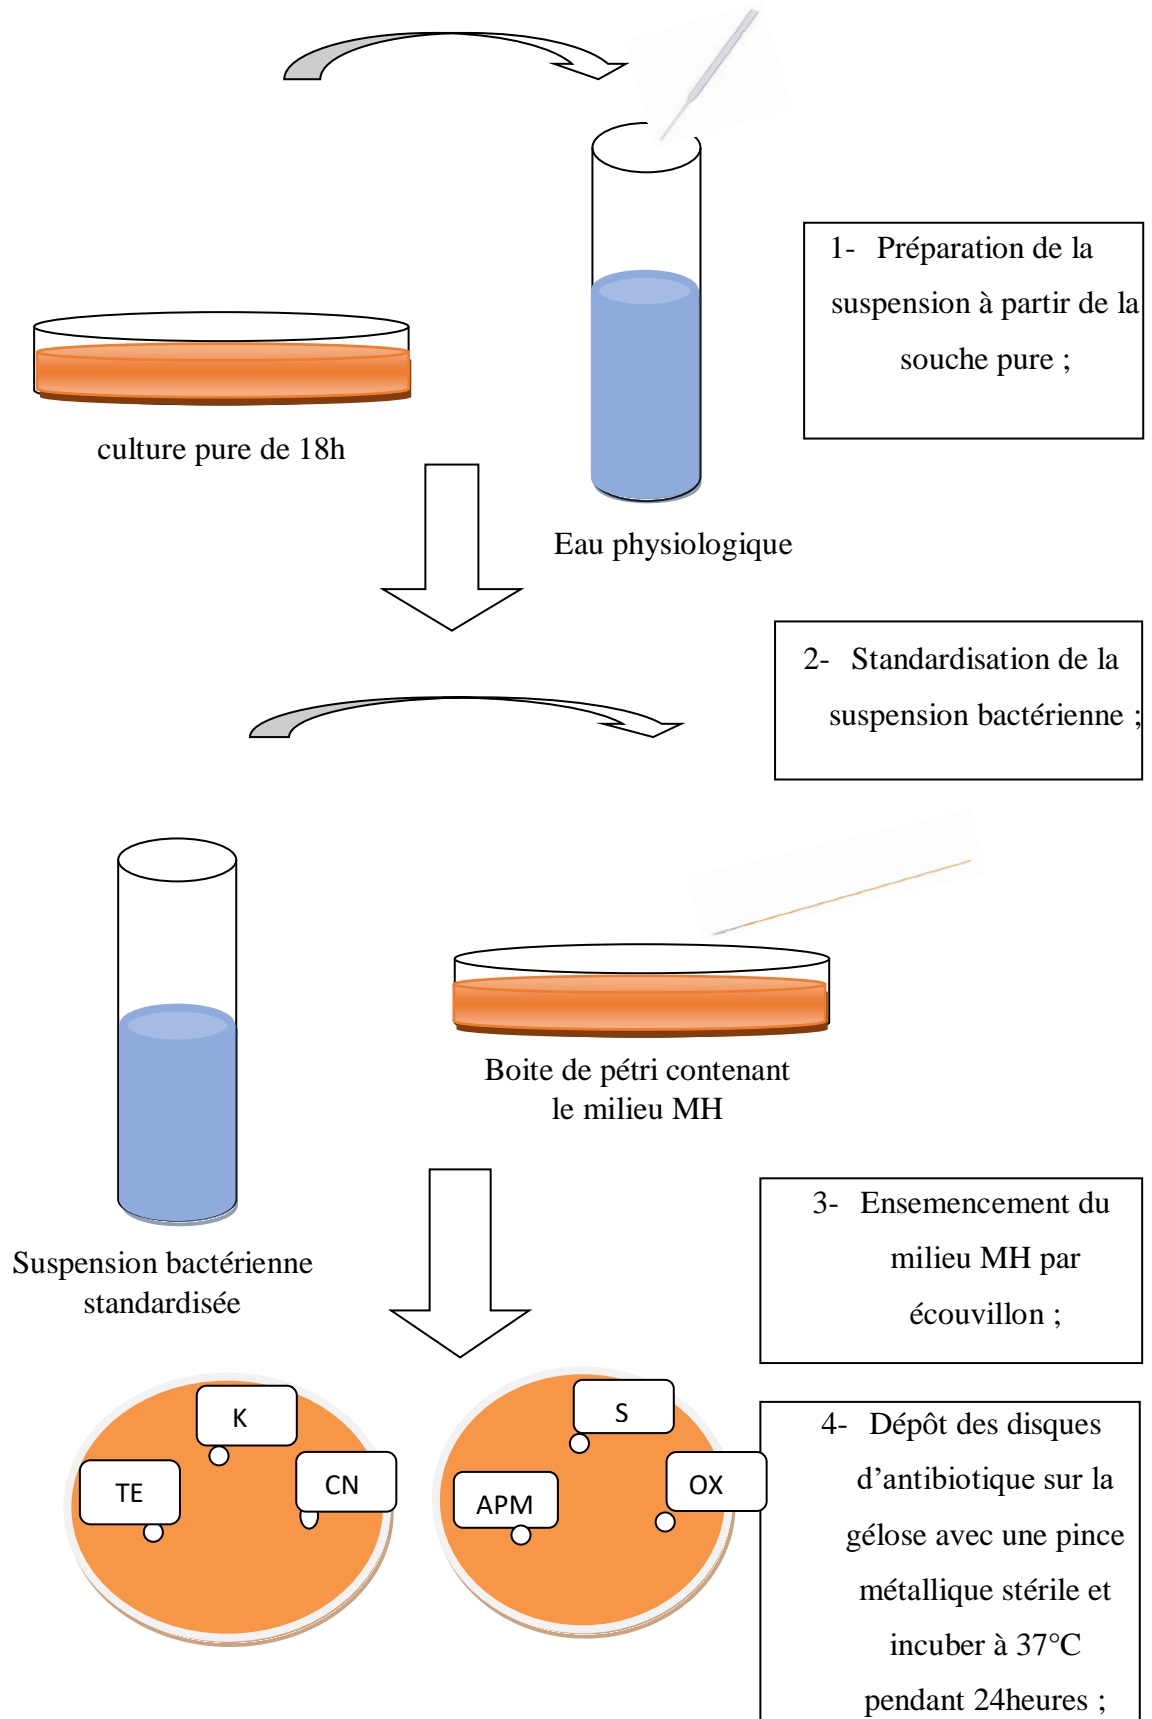 1- Préparation de la
suspension à partir de la
souche pure ;
culture pure de 18h
Eau physiologique
2- Standardisation de la
suspension bactérienne ;
Boite de pétri contenant
le milieu MH
3- Ensemencement du
milieu MH par
écouvillon ;
Suspension bactérienne
standardisée
K
TE
CN
S
APM
OX
4- Dépôt des disques
d’antibiotique sur la
gélose avec une pince
métallique stérile et
incuber à 37°C
pendant 24heures ;